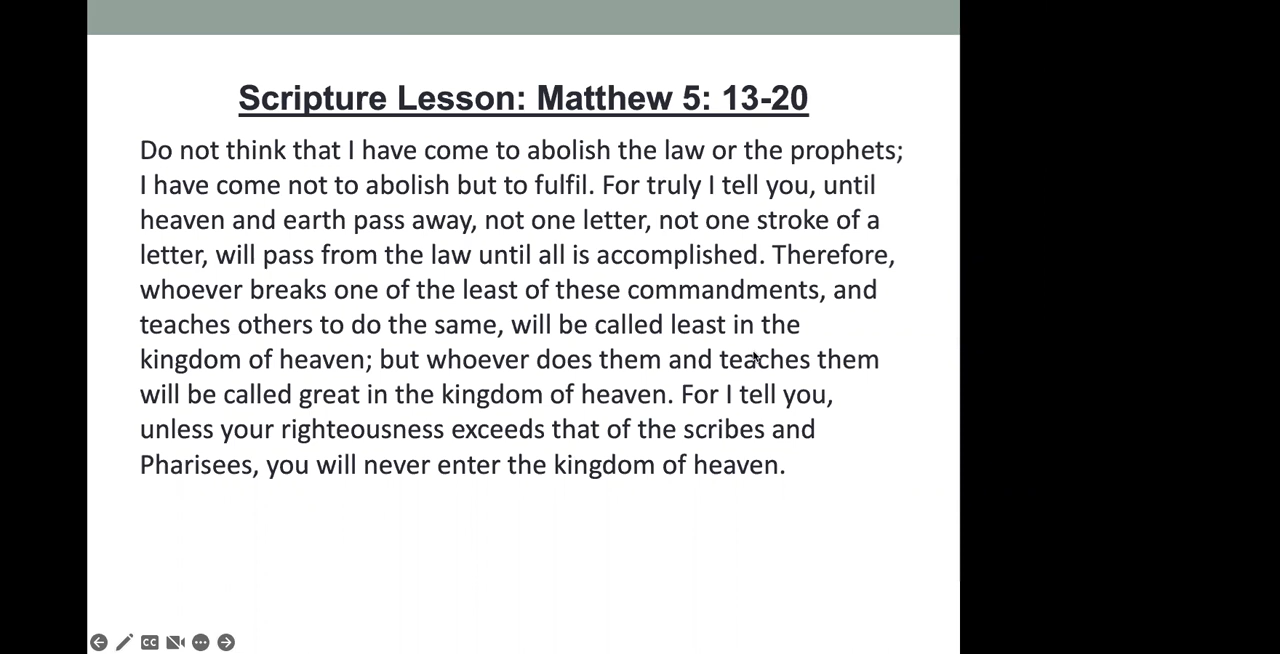 Scripture Lesson: Matthew 5: 13-20
Do not think that I have come to abolish the law or the prophets;
I have come not to abolish but to fulfil. For truly I tell you, until
heaven and earth pass away, not one letter, not one stroke of a
letter, will pass from the law until all is accomplished. Therefore,
whoever breaks one of the least of these commandments, and
teaches others to do the same, will be called least in the
kingdom of heaven; but whoever does them and teaches them
will be called great in the kingdom of heaven. For I tell you,
unless your righteousness exceeds that of the scribes and
Pharisees, you will never enter the kingdom of heaven.
CC